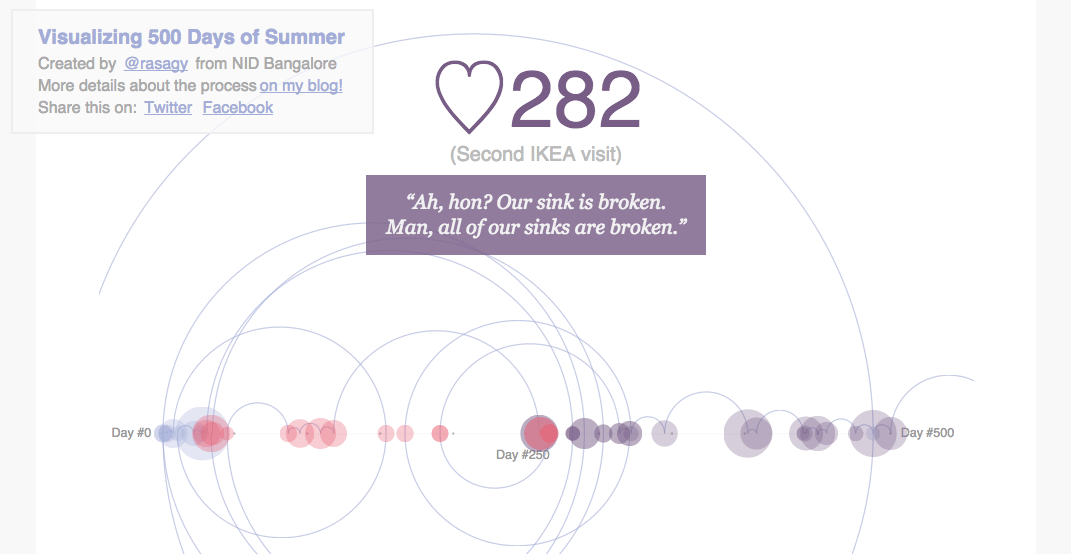 Visualizing 500 Days of Summer
Created by @rasagy from NID Bangalore
More details about the process on my blog!
Share this on: Twitter Facebook
282
(Second IKEA visit)
“Ah, hon? Our sink is broken.
Man, all of our sinks are broken.”
Day #0
Day #500
Day #250